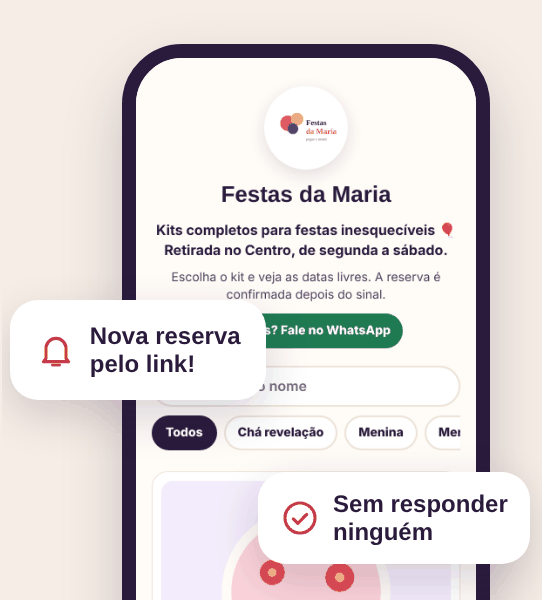 Festas
da Maria
Festas da Maria
Kits completos para festas inesquecíveis 🎈
Retirada no Centro, de segunda a sábado.
Escolha o kit e veja as datas livres. A reserva é
confirmada depois do sinal.
Nova reserva
pelo link!
s? Fale no WhatsApp
nome
Todos
Chá revelação
Menina
Sem responder
ninguém